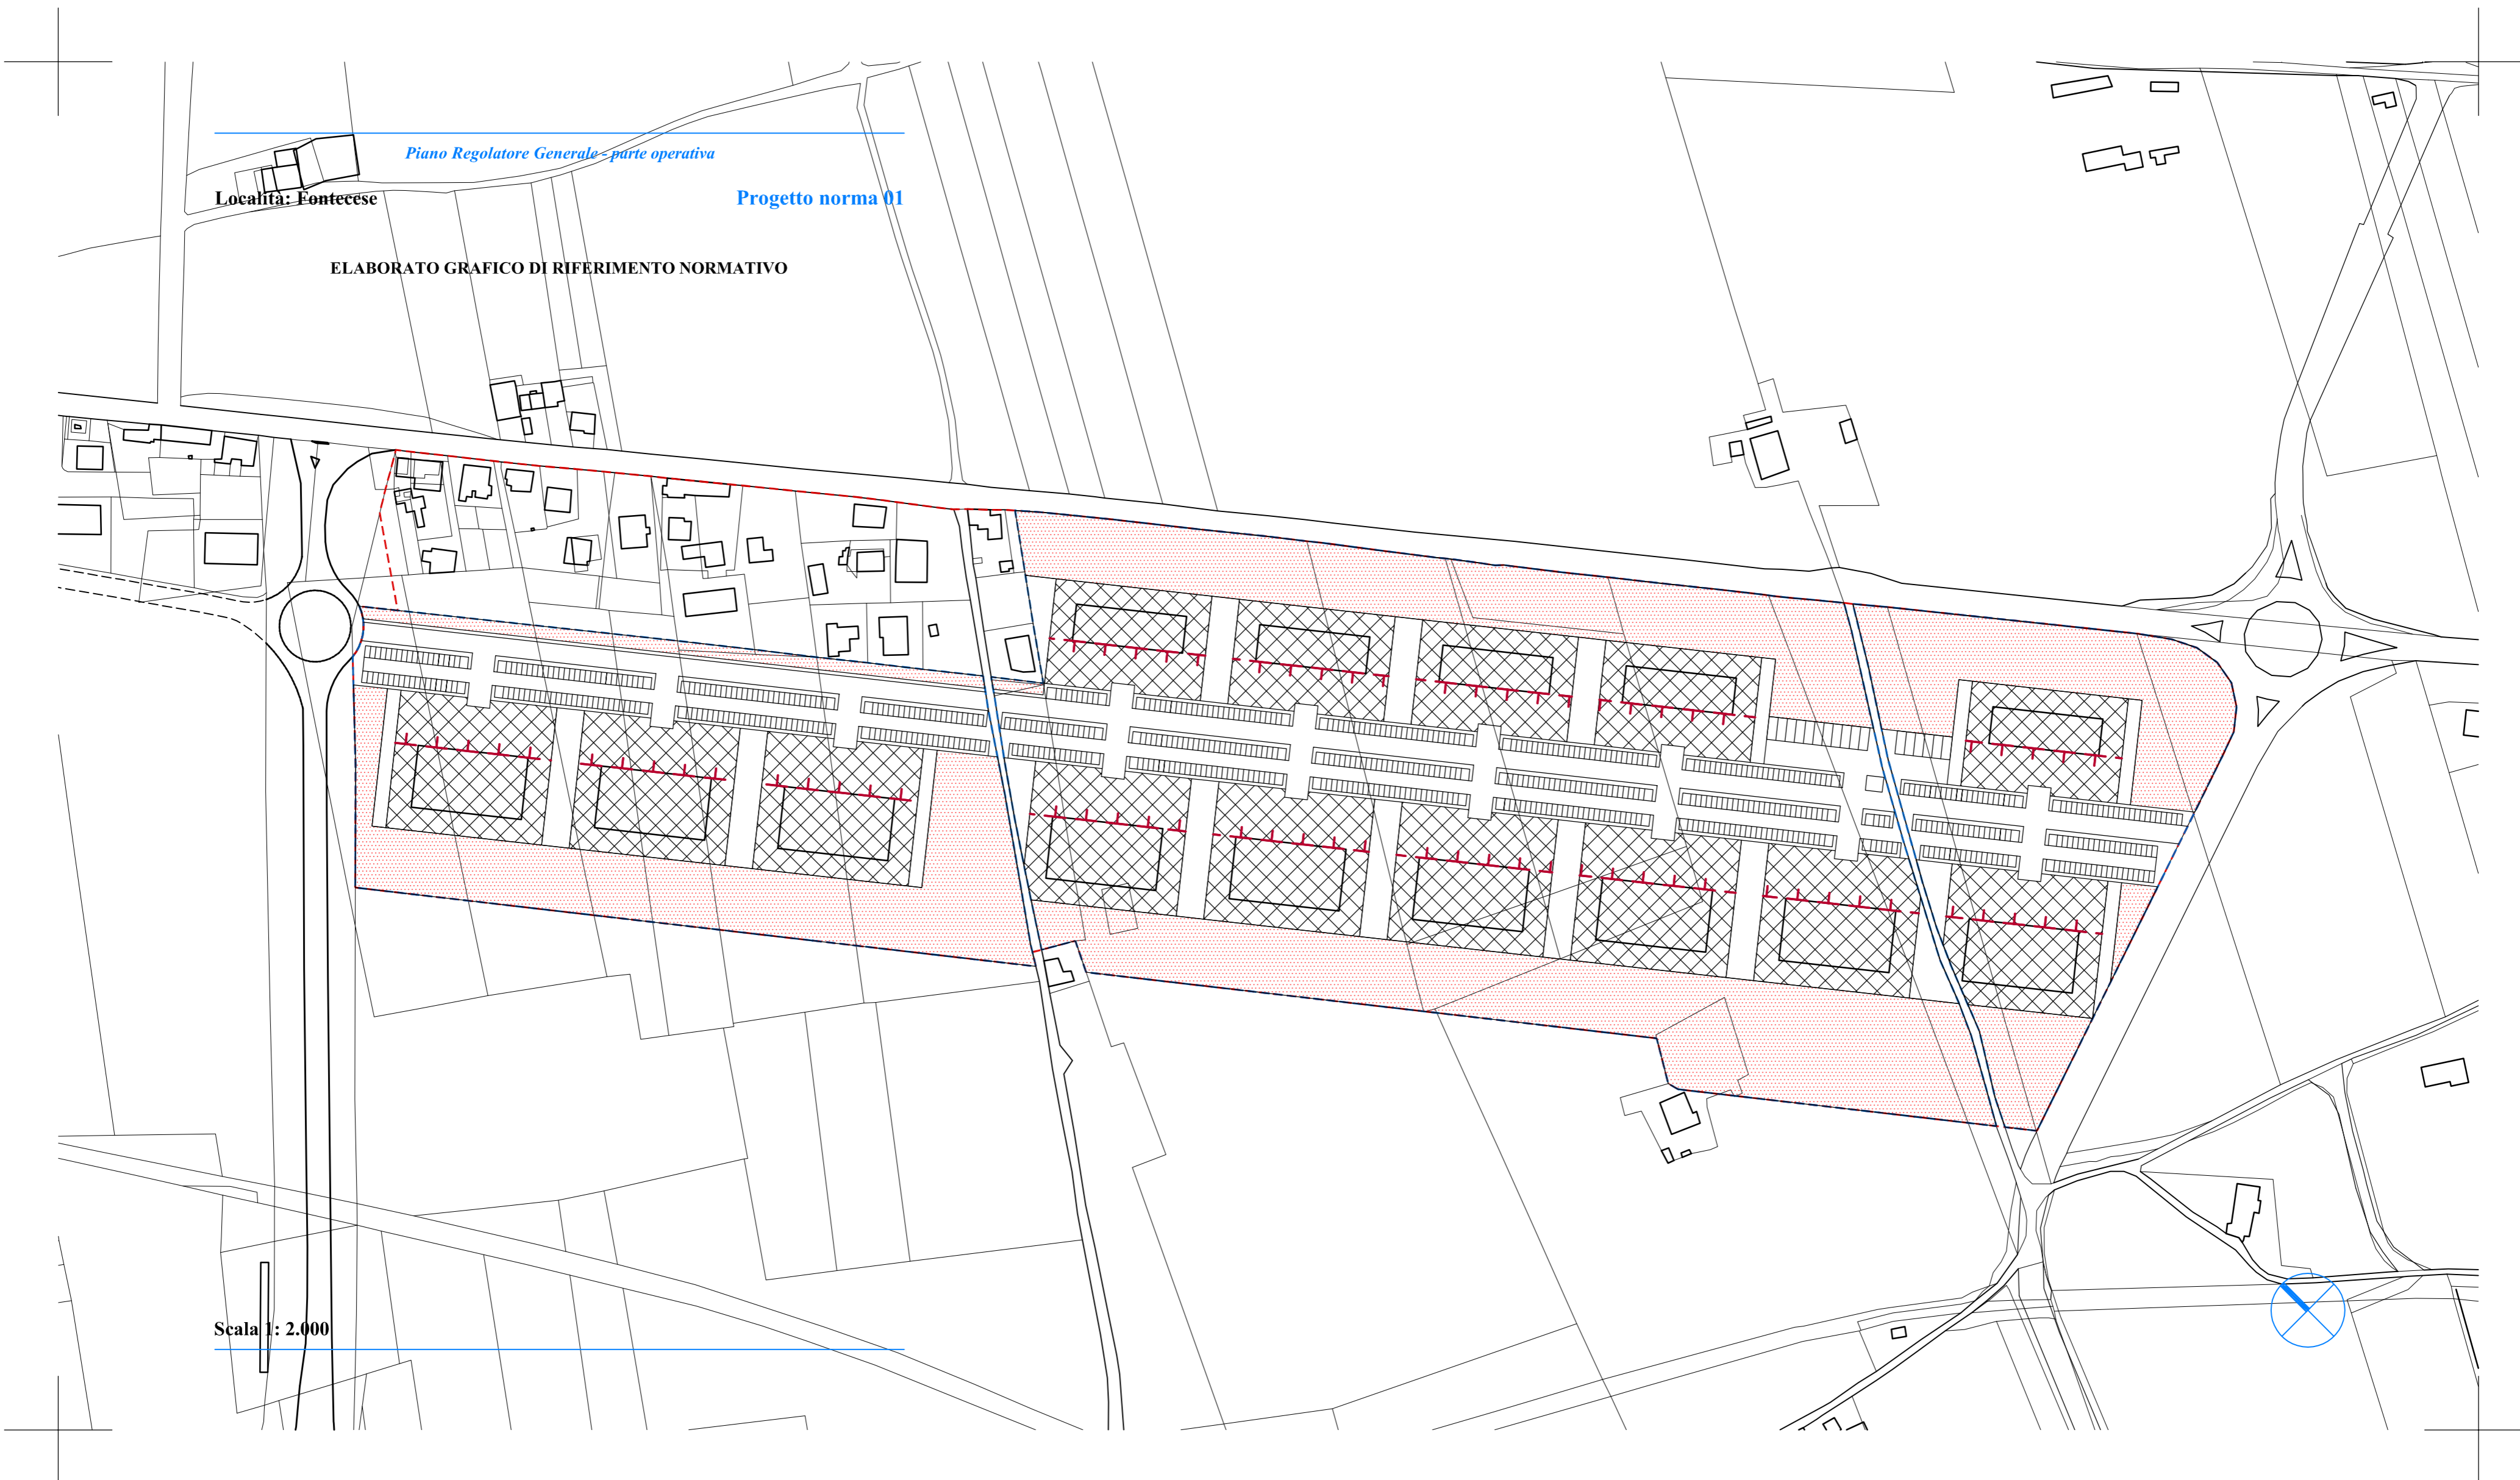 Piano Regolatore Generale - parte operativa
Località: Fontecese Progetto norma 01
ELABORATO GRAFICO DI RIFERIMENTO NORMATIVO
Scala 1: 2.000